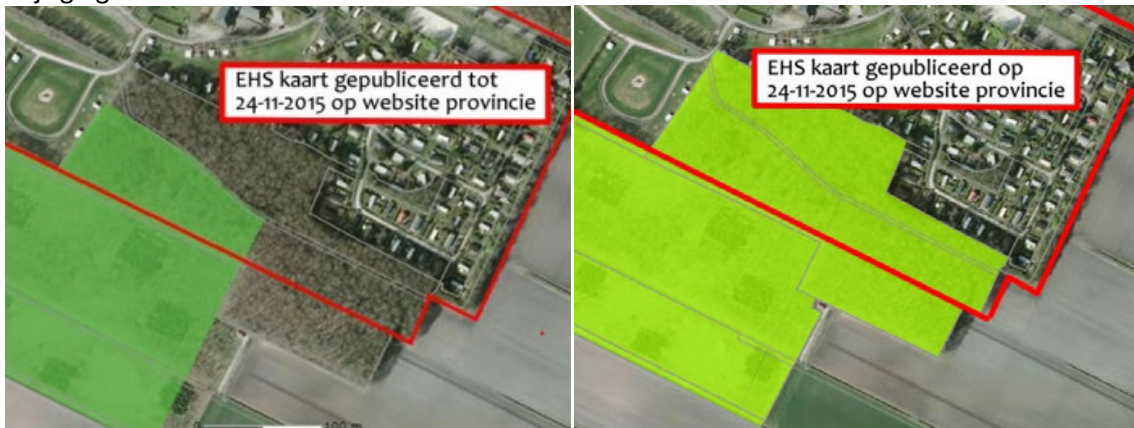 EHS kaart gepubliceerd tot
24-11-2015 op website provincie
EHS kaart gepubliceerd op
24-11-2015 op website provincie
0 100 m